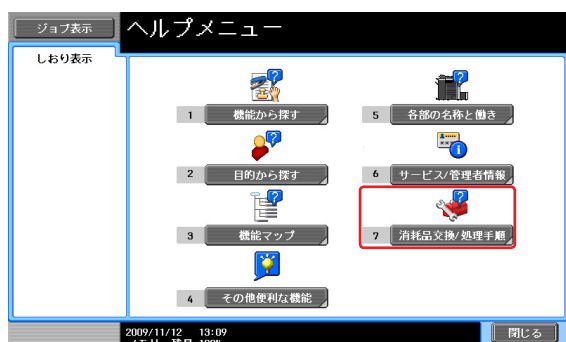 ジョブ表示
ヘルプメニュー
しおり表示
1 機能から探す
2 目的から探す
3 機能マップ
4 その他便利な機能
5 各部の名称と働き
6 サービス/管理者情報
7 消耗品交換/処理手順
2009/11/12 13:09
閉じる